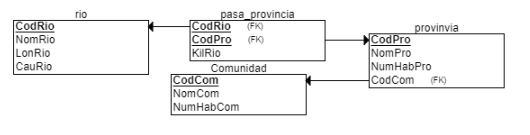 rio
CodRio
NomRio
LonRio
CauRio
pasa_provincia
CodRio (FK)
CodPro (FK)
KilRio
provinvia
CodPro
NomPro
NumHabPro
CodCom (FK)
Comunidad
CodCom
NomCom
NumHabCom